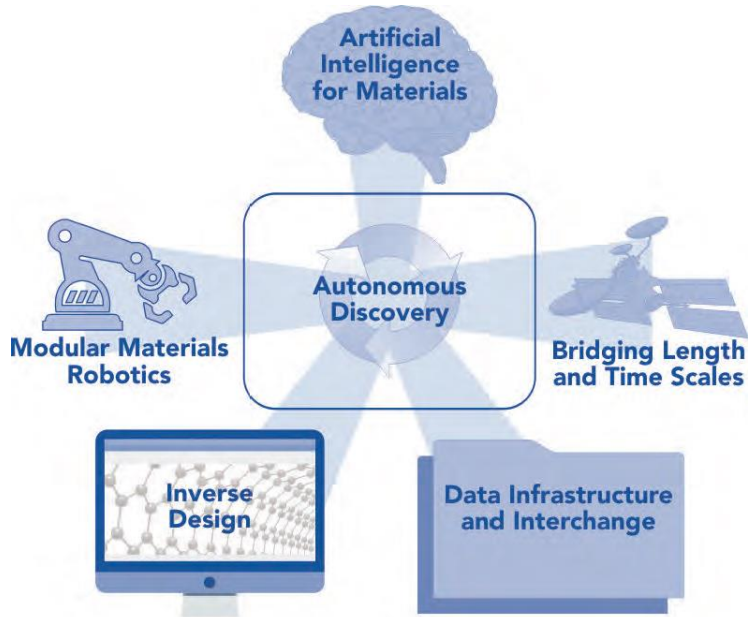 Artificial
Intelligence
for Materials
Autonomous
Discovery
Modular Materials
Robotics
Bridging Length
and Time Scales
Inverse
Design
Data Infrastructure
and Interchange